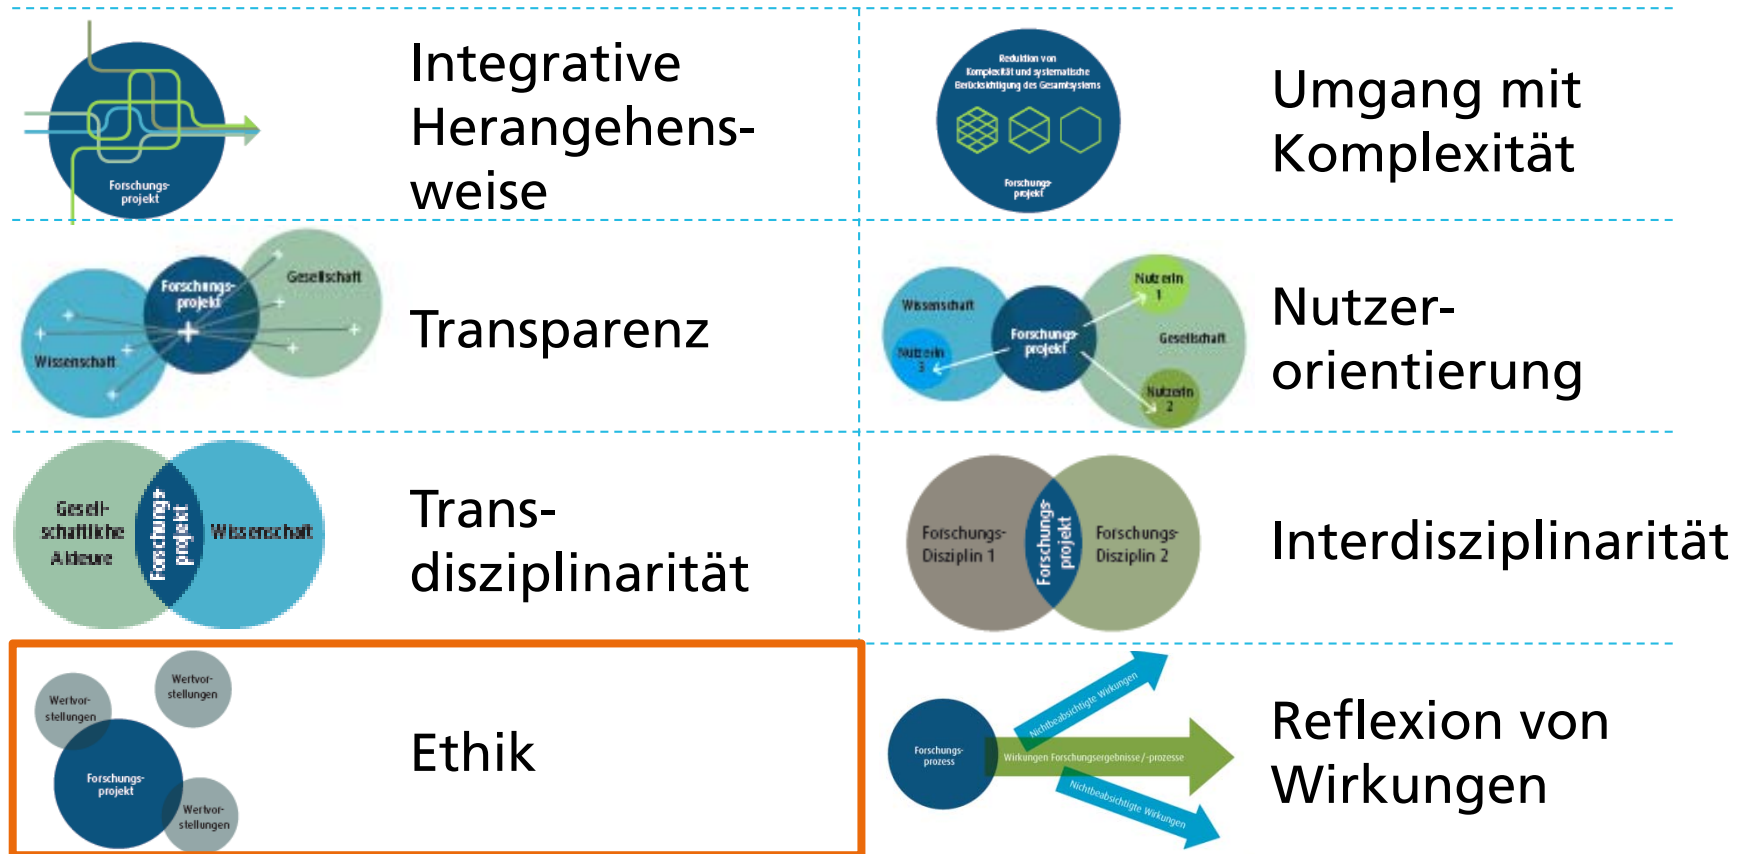 Forschungs-
projekt
Integrative
Herangehens-
weise
Reduktion von
Komplexität und systematische
Berücksichtigung des Gesamtsystems
Forschungs-
projekt
Umgang mit
Komplexität
Wissenschaft
Forschungs-
projekt
Gesellschaft
Transparenz
Wissenschaft
NutzerIn
3
Forschungs-
projekt
NutzerIn
1
Gesellschaft
NutzerIn
2
Nutzer-
orientierung
Gesell-
schaftliche
Akteure
Forschungs-
projekt
Wissenschaft
Trans-
disziplinarität
Forschungs-
Disziplin 1
Forschungs-
projekt
Forschungs-
Disziplin 2
Interdisziplinarität
Wertvor-
stellungen
Wertvor-
stellungen
Forschungs-
projekt
Wertvor-
stellungen
Ethik
Forschungs-
prozess
Nichtbeabsichtigte Wirkungen
Wirkungen Forschungsergebnisse/-prozesse
Nichtbeabsichtigte Wirkungen
Reflexion von
Wirkungen